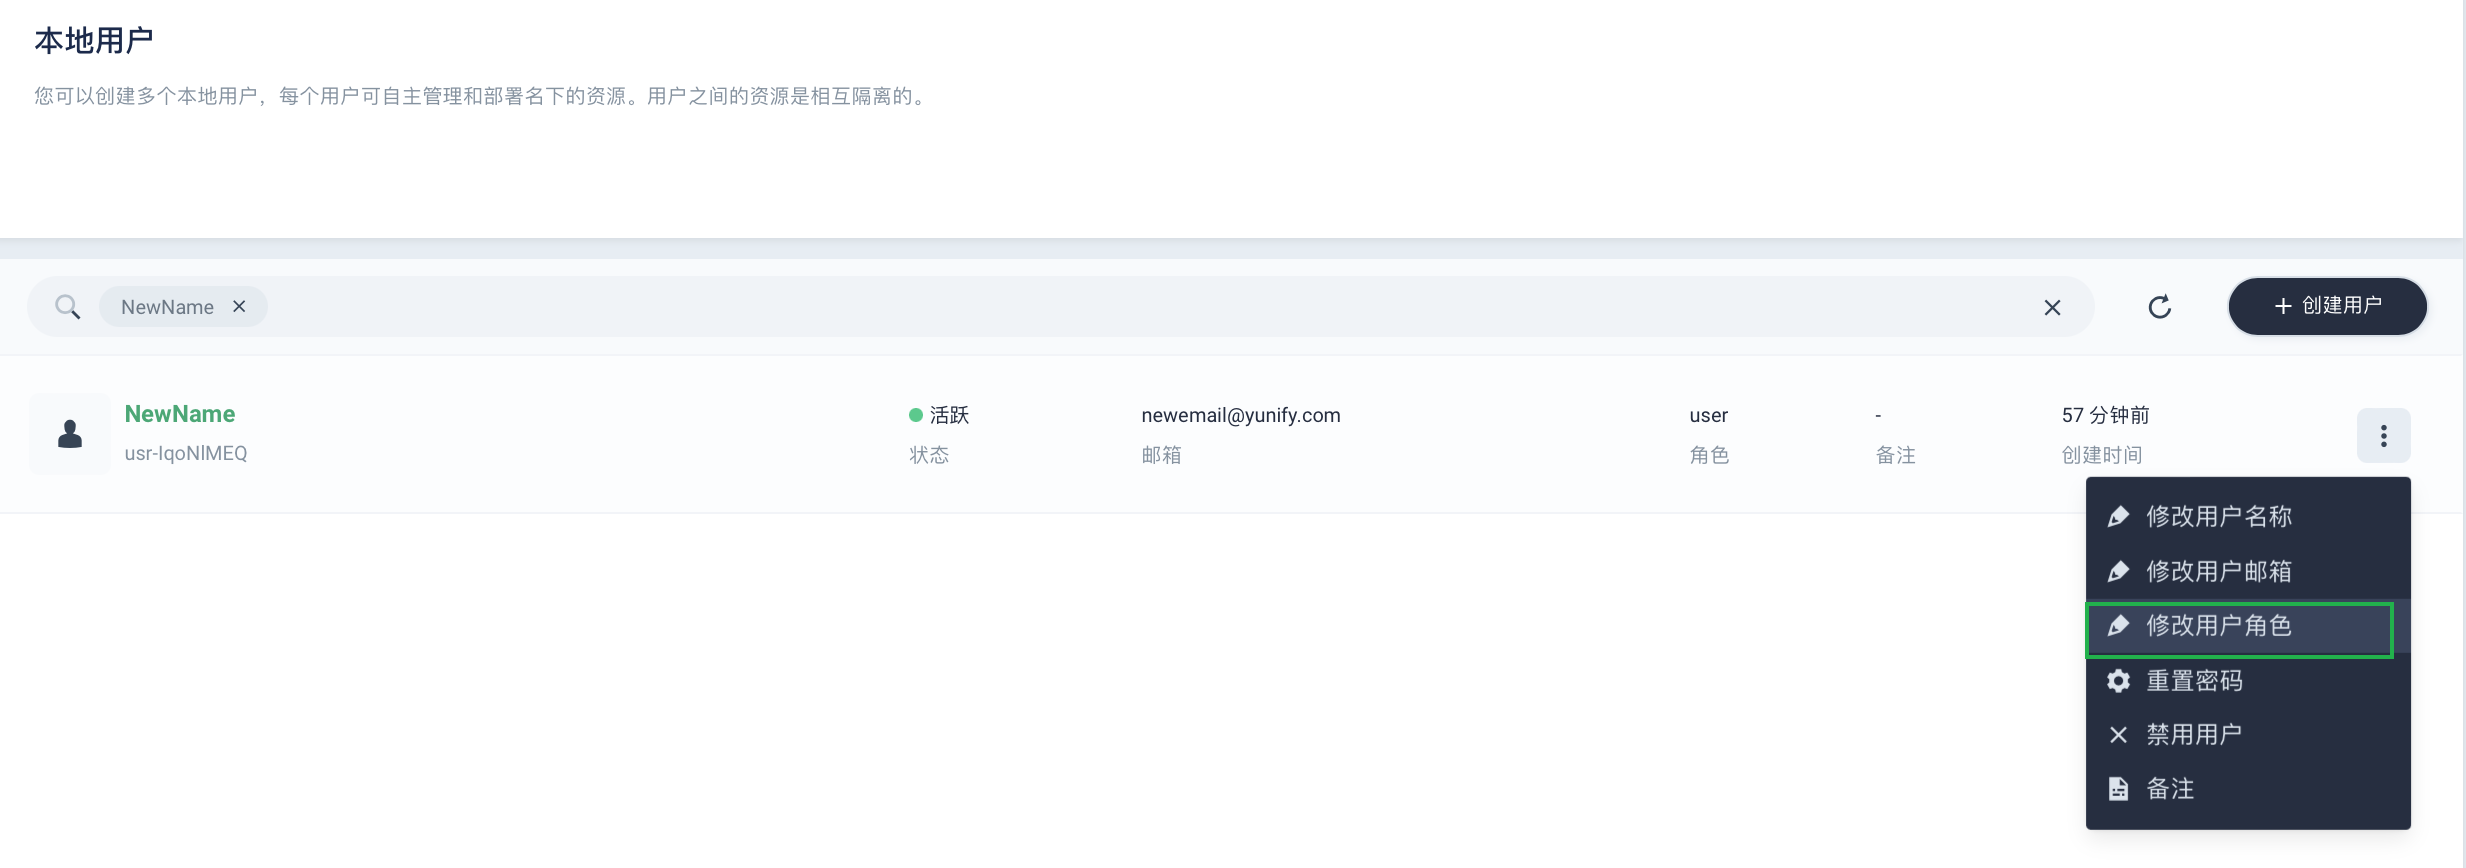 本地用户
您可以创建多个本地用户，每个用户可自主管理和部署名下的资源。用户之间的资源是相互隔离的。
NewName
创建用户
NewName 活跃 newemail@yunify.com user - 57 分钟前
usr-lqoNlMEQ 状态 邮箱 角色 备注 创建时间
修改用户名称
修改用户邮箱
修改用户角色
重置密码
禁用用户
备注